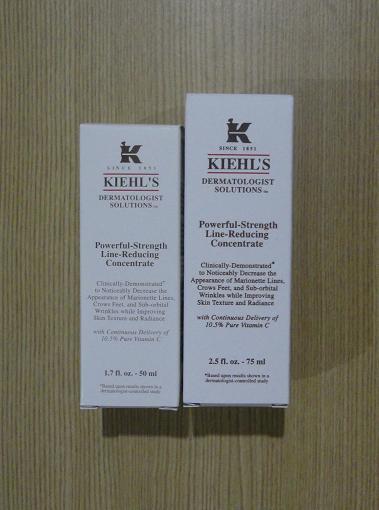 K
SINCE 1851
KIEHL'S
DERMATOLOGIST
SOLUTIONS™
Powerful-Strength
Line-Reducing
Concentrate
Clinically-Demonstrated*
to Noticeably Decrease the
Appearance of Marionette Lines,
Crows Feet, and Sub-orbital
Wrinkles while Improving
Skin Texture and Radiance
with Continuous Delivery of
10.5% Pure Vitamin C
1.7 fl. oz. - 50 ml
*Based upon results shown in a
dermatologist-controlled study
K
SINCE 1851
KIEHL'S
DERMATOLOGIST
SOLUTIONS™
Powerful-Strength
Line-Reducing
Concentrate
Clinically-Demonstrated*
to Noticeably Decrease the
Appearance of Marionette Lines,
Crows Feet, and Sub-orbital
Wrinkles while Improving
Skin Texture and Radiance
with Continuous Delivery of
10.5% Pure Vitamin C
2.5 fl. oz. - 75 ml
*Based upon results shown in a
dermatologist-controlled study